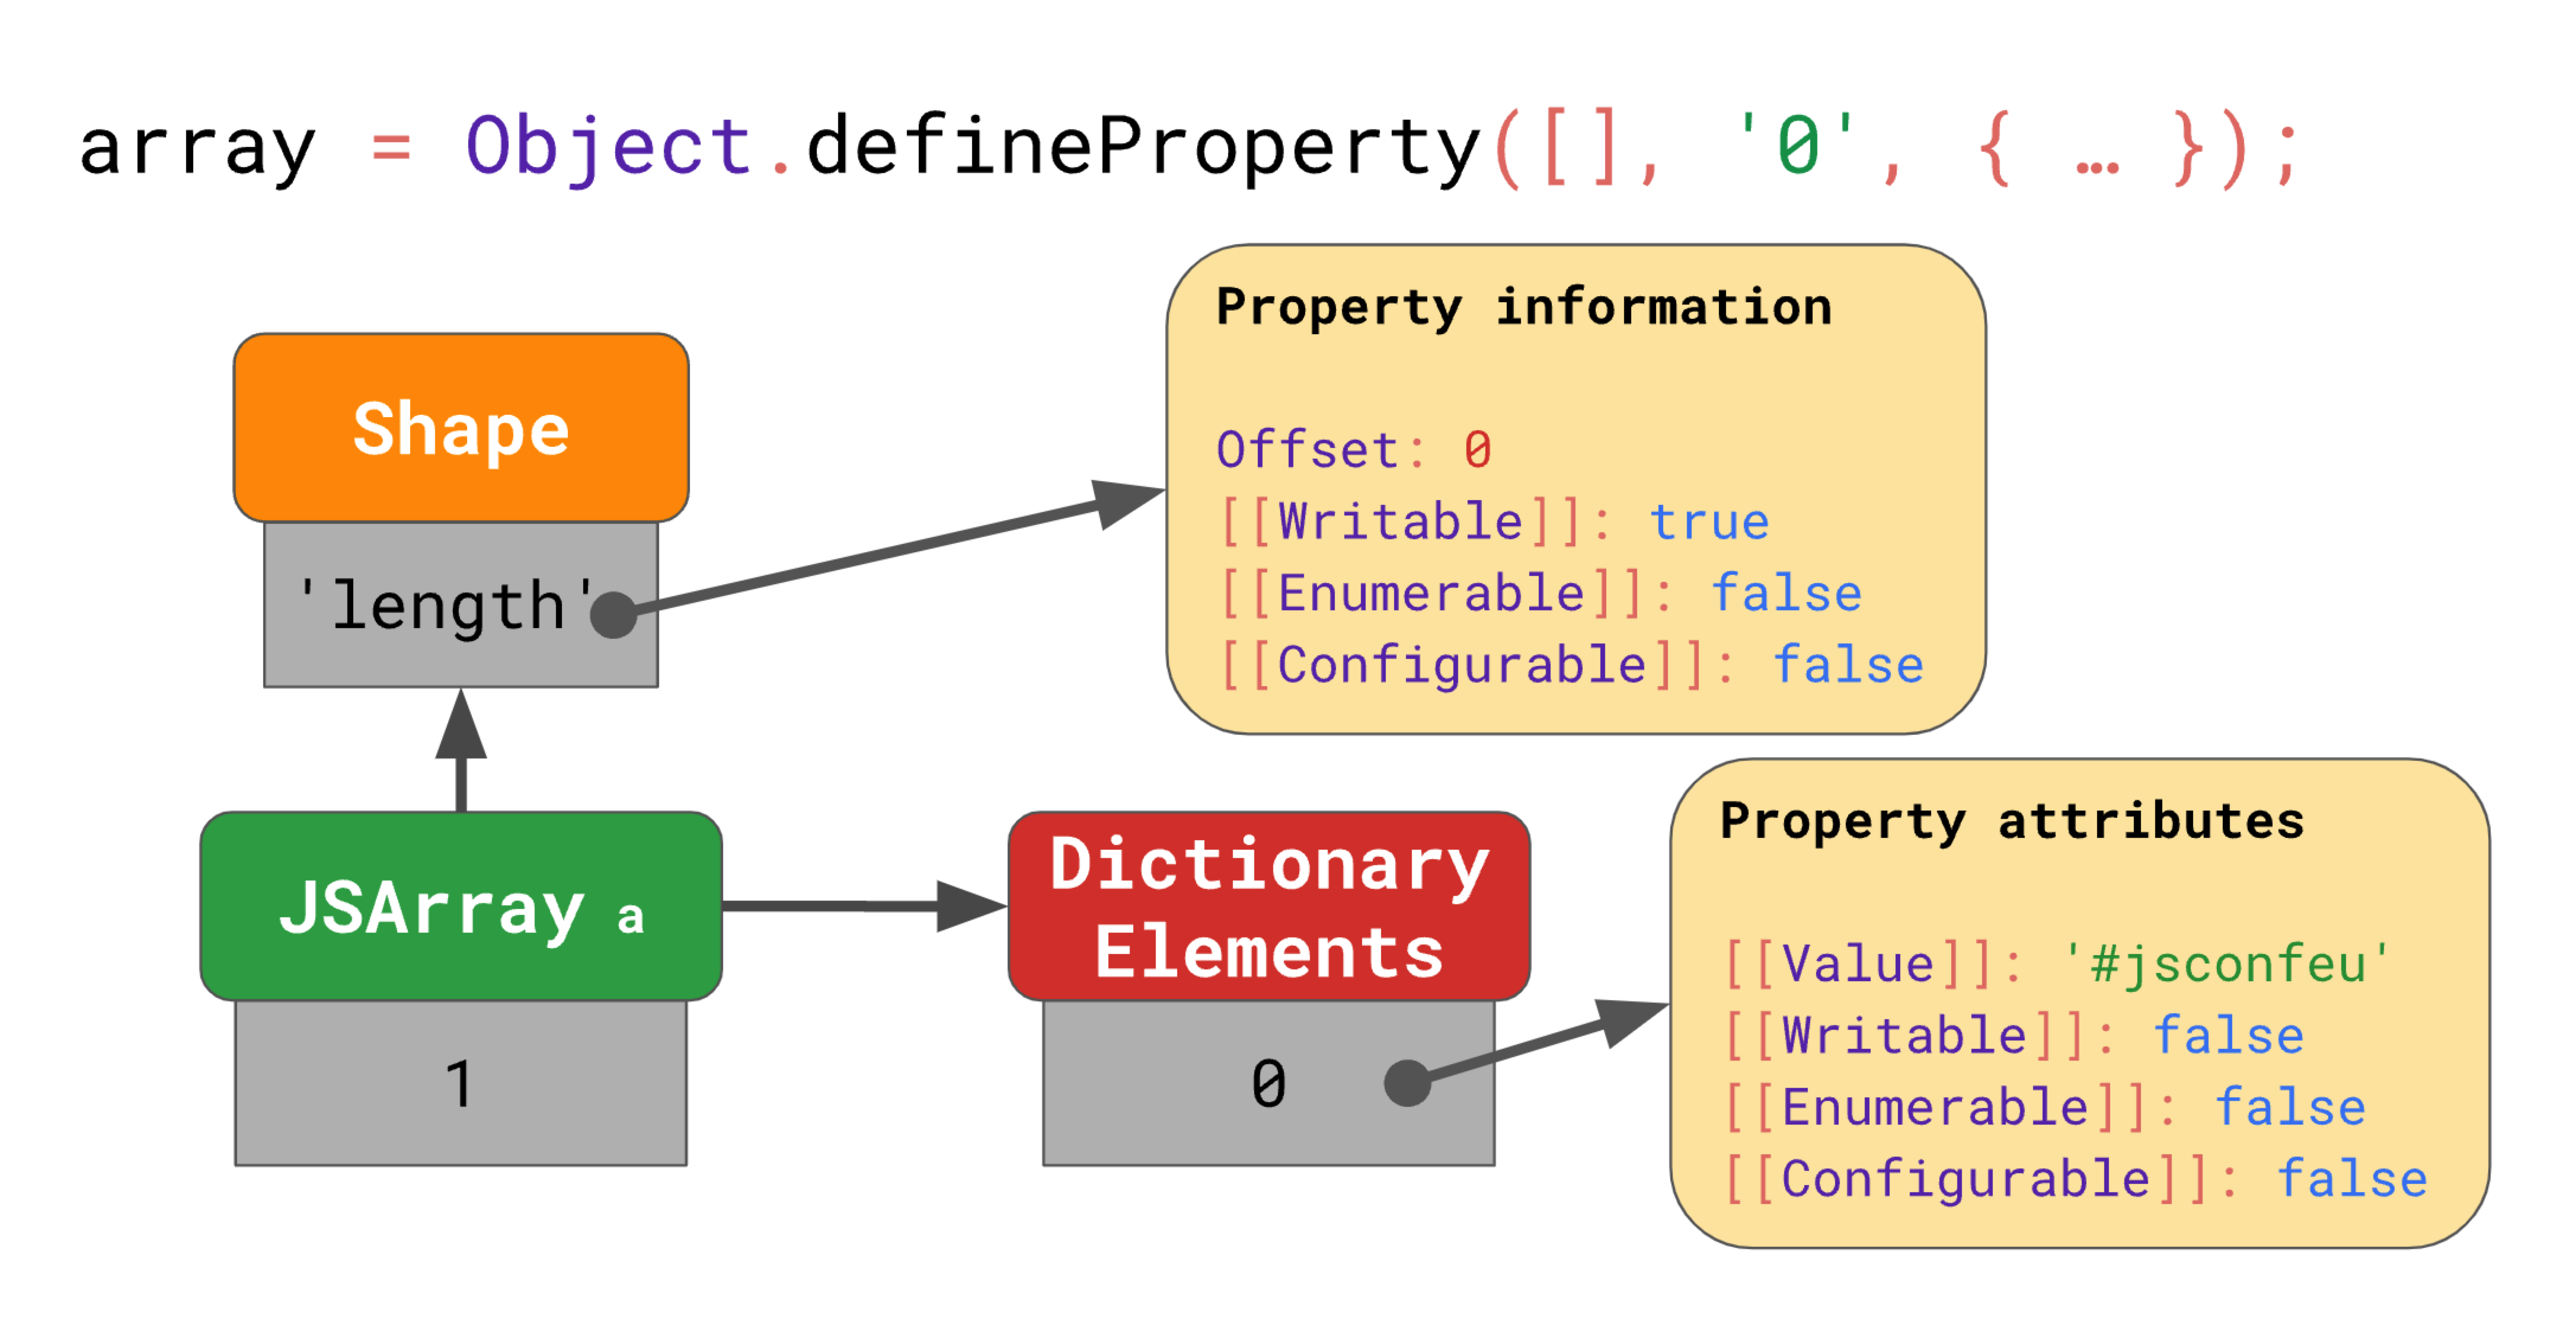 array = Object.defineProperty([], '0', { … });
Property information
Offset: 0
[[Writable]]: true
[[Enumerable]]: false
[[Configurable]]: false
Shape
'length'
JSArray a
1
Dictionary
Elements
0
Property attributes
[[Value]]: '#jsconfeu'
[[Writable]]: false
[[Enumerable]]: false
[[Configurable]]: false